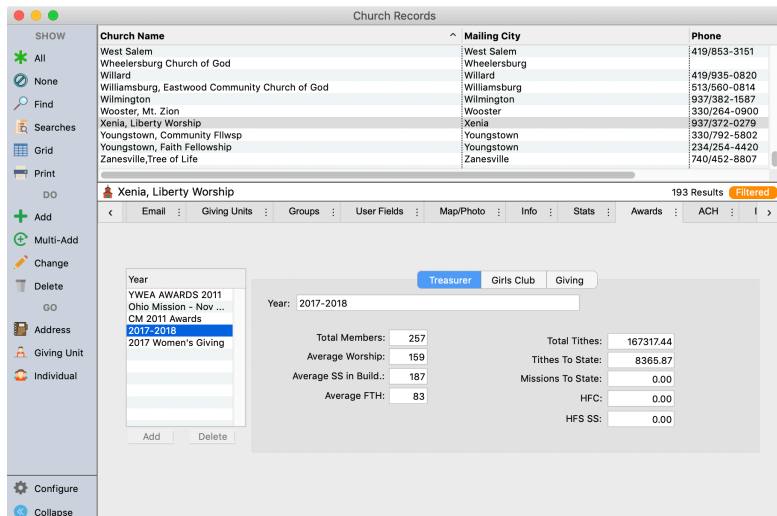 Church Records
SHOW
All
None
Find
Searches
Grid
Print
DO
Add
Multi-Add
Change
Delete
GO
Address
Giving Unit
Individual
Configure
Collapse
Church Name ^ Mailing City Phone
West Salem West Salem 419/853-3151
Wheelersburg Church of God Wheelersburg
Willard Willard 419/935-0820
Williamsburg, Eastwood Community Church of God Williamsburg 513/560-0814
Wilmington Wilmington 937/382-1587
Wooster, Mt. Zion Wooster 330/264-0900
Xenia, Liberty Worship Xenia 937/372-0279
Youngstown, Community Fllwsp Youngstown 330/792-5802
Youngstown, Faith Fellowship Youngstown 234/254-4420
Zanesville,Tree of Life Zanesville 740/452-8807
Xenia, Liberty Worship 193 Results Filtered
‹ Email Giving Units Groups User Fields Map/Photo Info Stats Awards ACH ›
Year
YWEA AWARDS 2011
Ohio Mission - Nov ...
CM 2011 Awards
2017-2018
2017 Women's Giving
Add Delete
Treasurer Girls Club Giving
Year: 2017-2018
Total Members: 257
Average Worship: 159
Average SS in Build.: 187
Average FTH: 83
Total Tithes: 167317.44
Tithes To State: 8365.87
Missions To State: 0.00
HFC: 0.00
HFS SS: 0.00